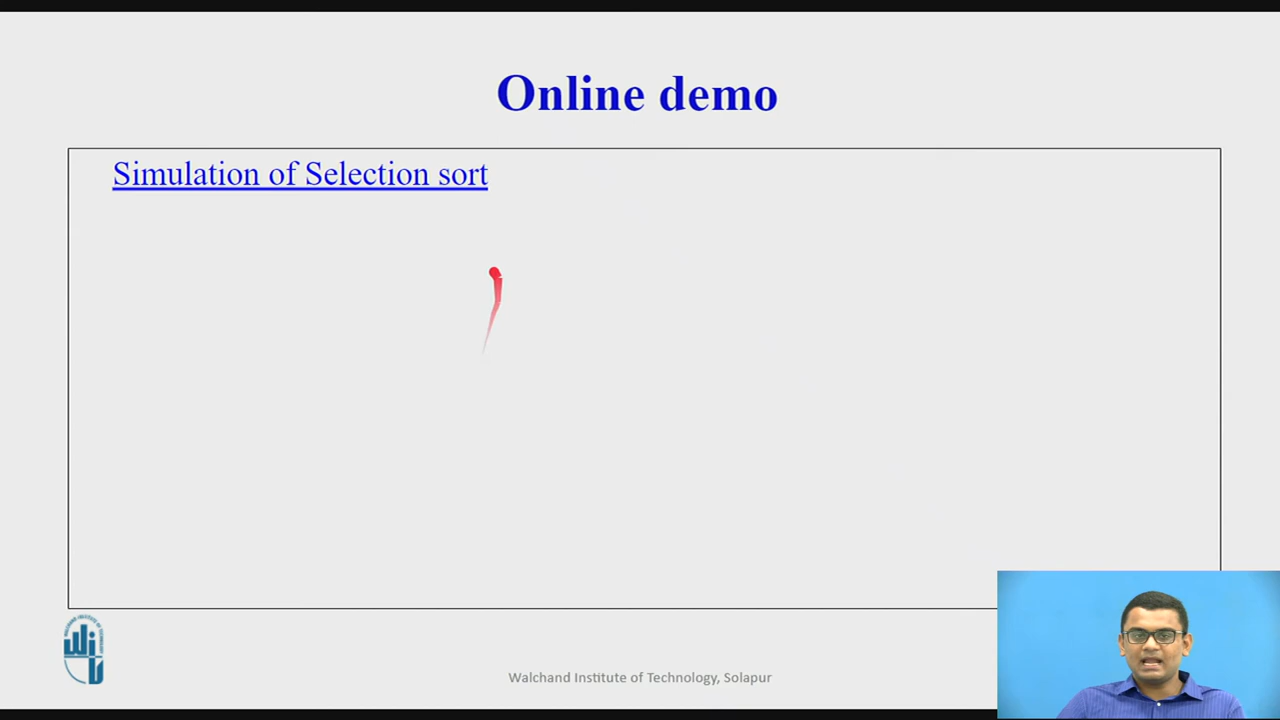 Online demo
Simulation of Selection sort
Walchand Institute of Technology, Solapur